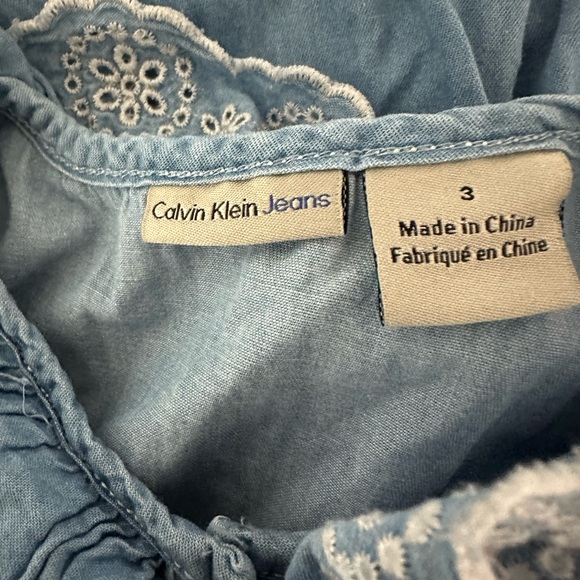 Calvin Klein Jeans
3
Made in China
Fabriqué en Chine